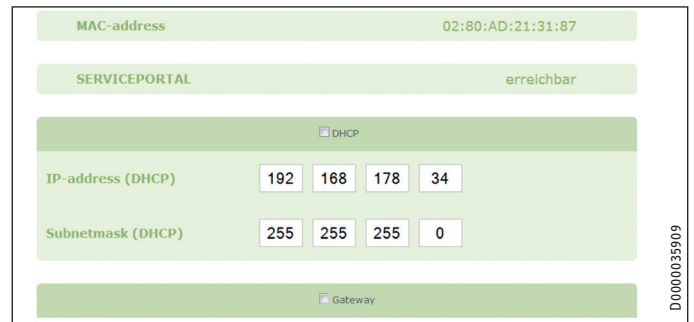 MAC-address 02:80:AD:21:31:87
SERVICEPORTAL erreichbar
DHCP
IP-address (DHCP) 192 168 178 34
Subnetmask (DHCP) 255 255 255 0
Gateway
D0000035909